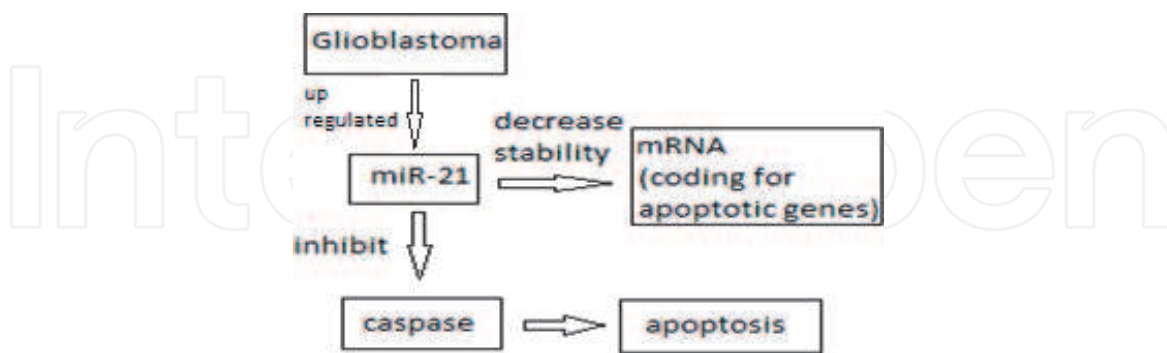 Glioblastoma
up
regulated
decrease
stability
mRNA
(coding for
apoptotic genes)
miR-21
inhibit
caspase
apoptosis